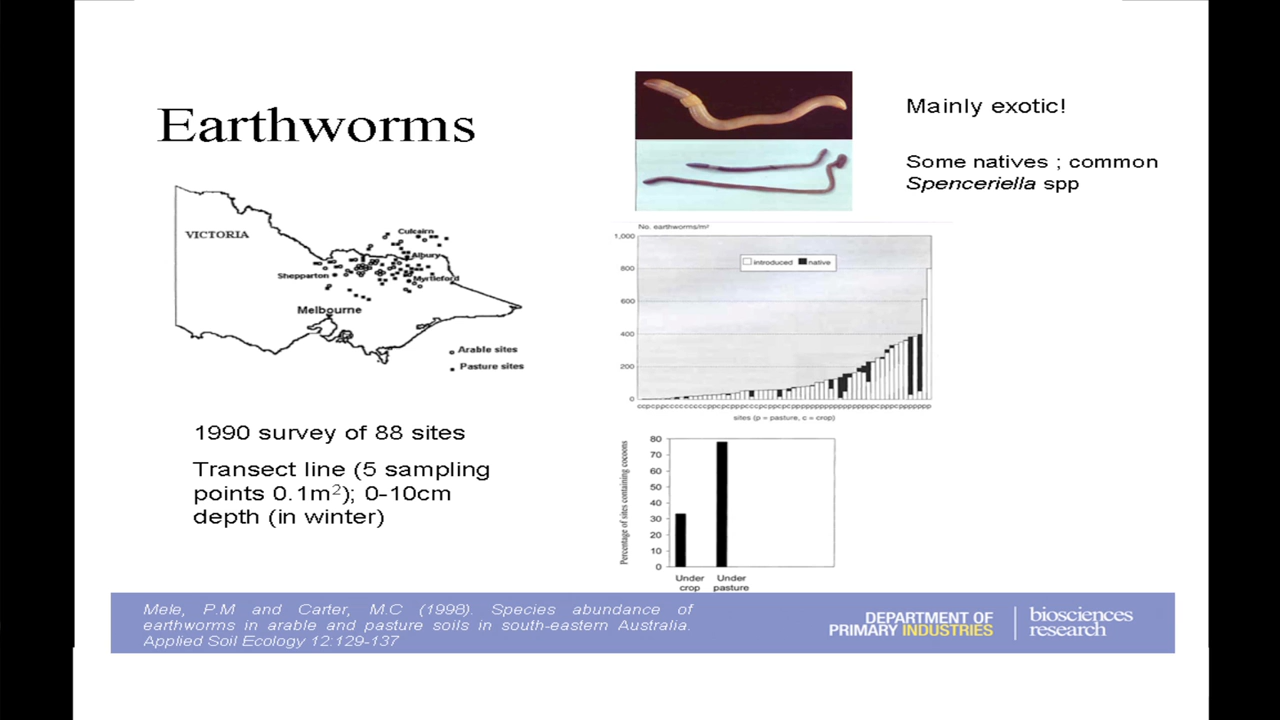 Earthworms
Mainly exotic!
Some natives ; common
Spenceriella spp
VICTORIA
Culcairn
Albury
Shepparton
Myrtleford
Melbourne
Arable sites
Pasture sites
No. earthworms/m²
1,000
800
600
400
200
0
introduced
native
sites (p = pasture, c = crop)
1990 survey of 88 sites
Transect line (5 sampling
points 0.1m²); 0-10cm
depth (in winter)
Percentage of sites containing cocoons
80
70
60
50
40
30
20
10
0
Under
crop
Under
pasture
Mele, P.M and Carter, M.C (1998). Species abundance of
earthworms in arable and pasture soils in south-eastern Australia.
Applied Soil Ecology 12:129-137
DEPARTMENT OF
PRIMARY INDUSTRIES
biosciences
research